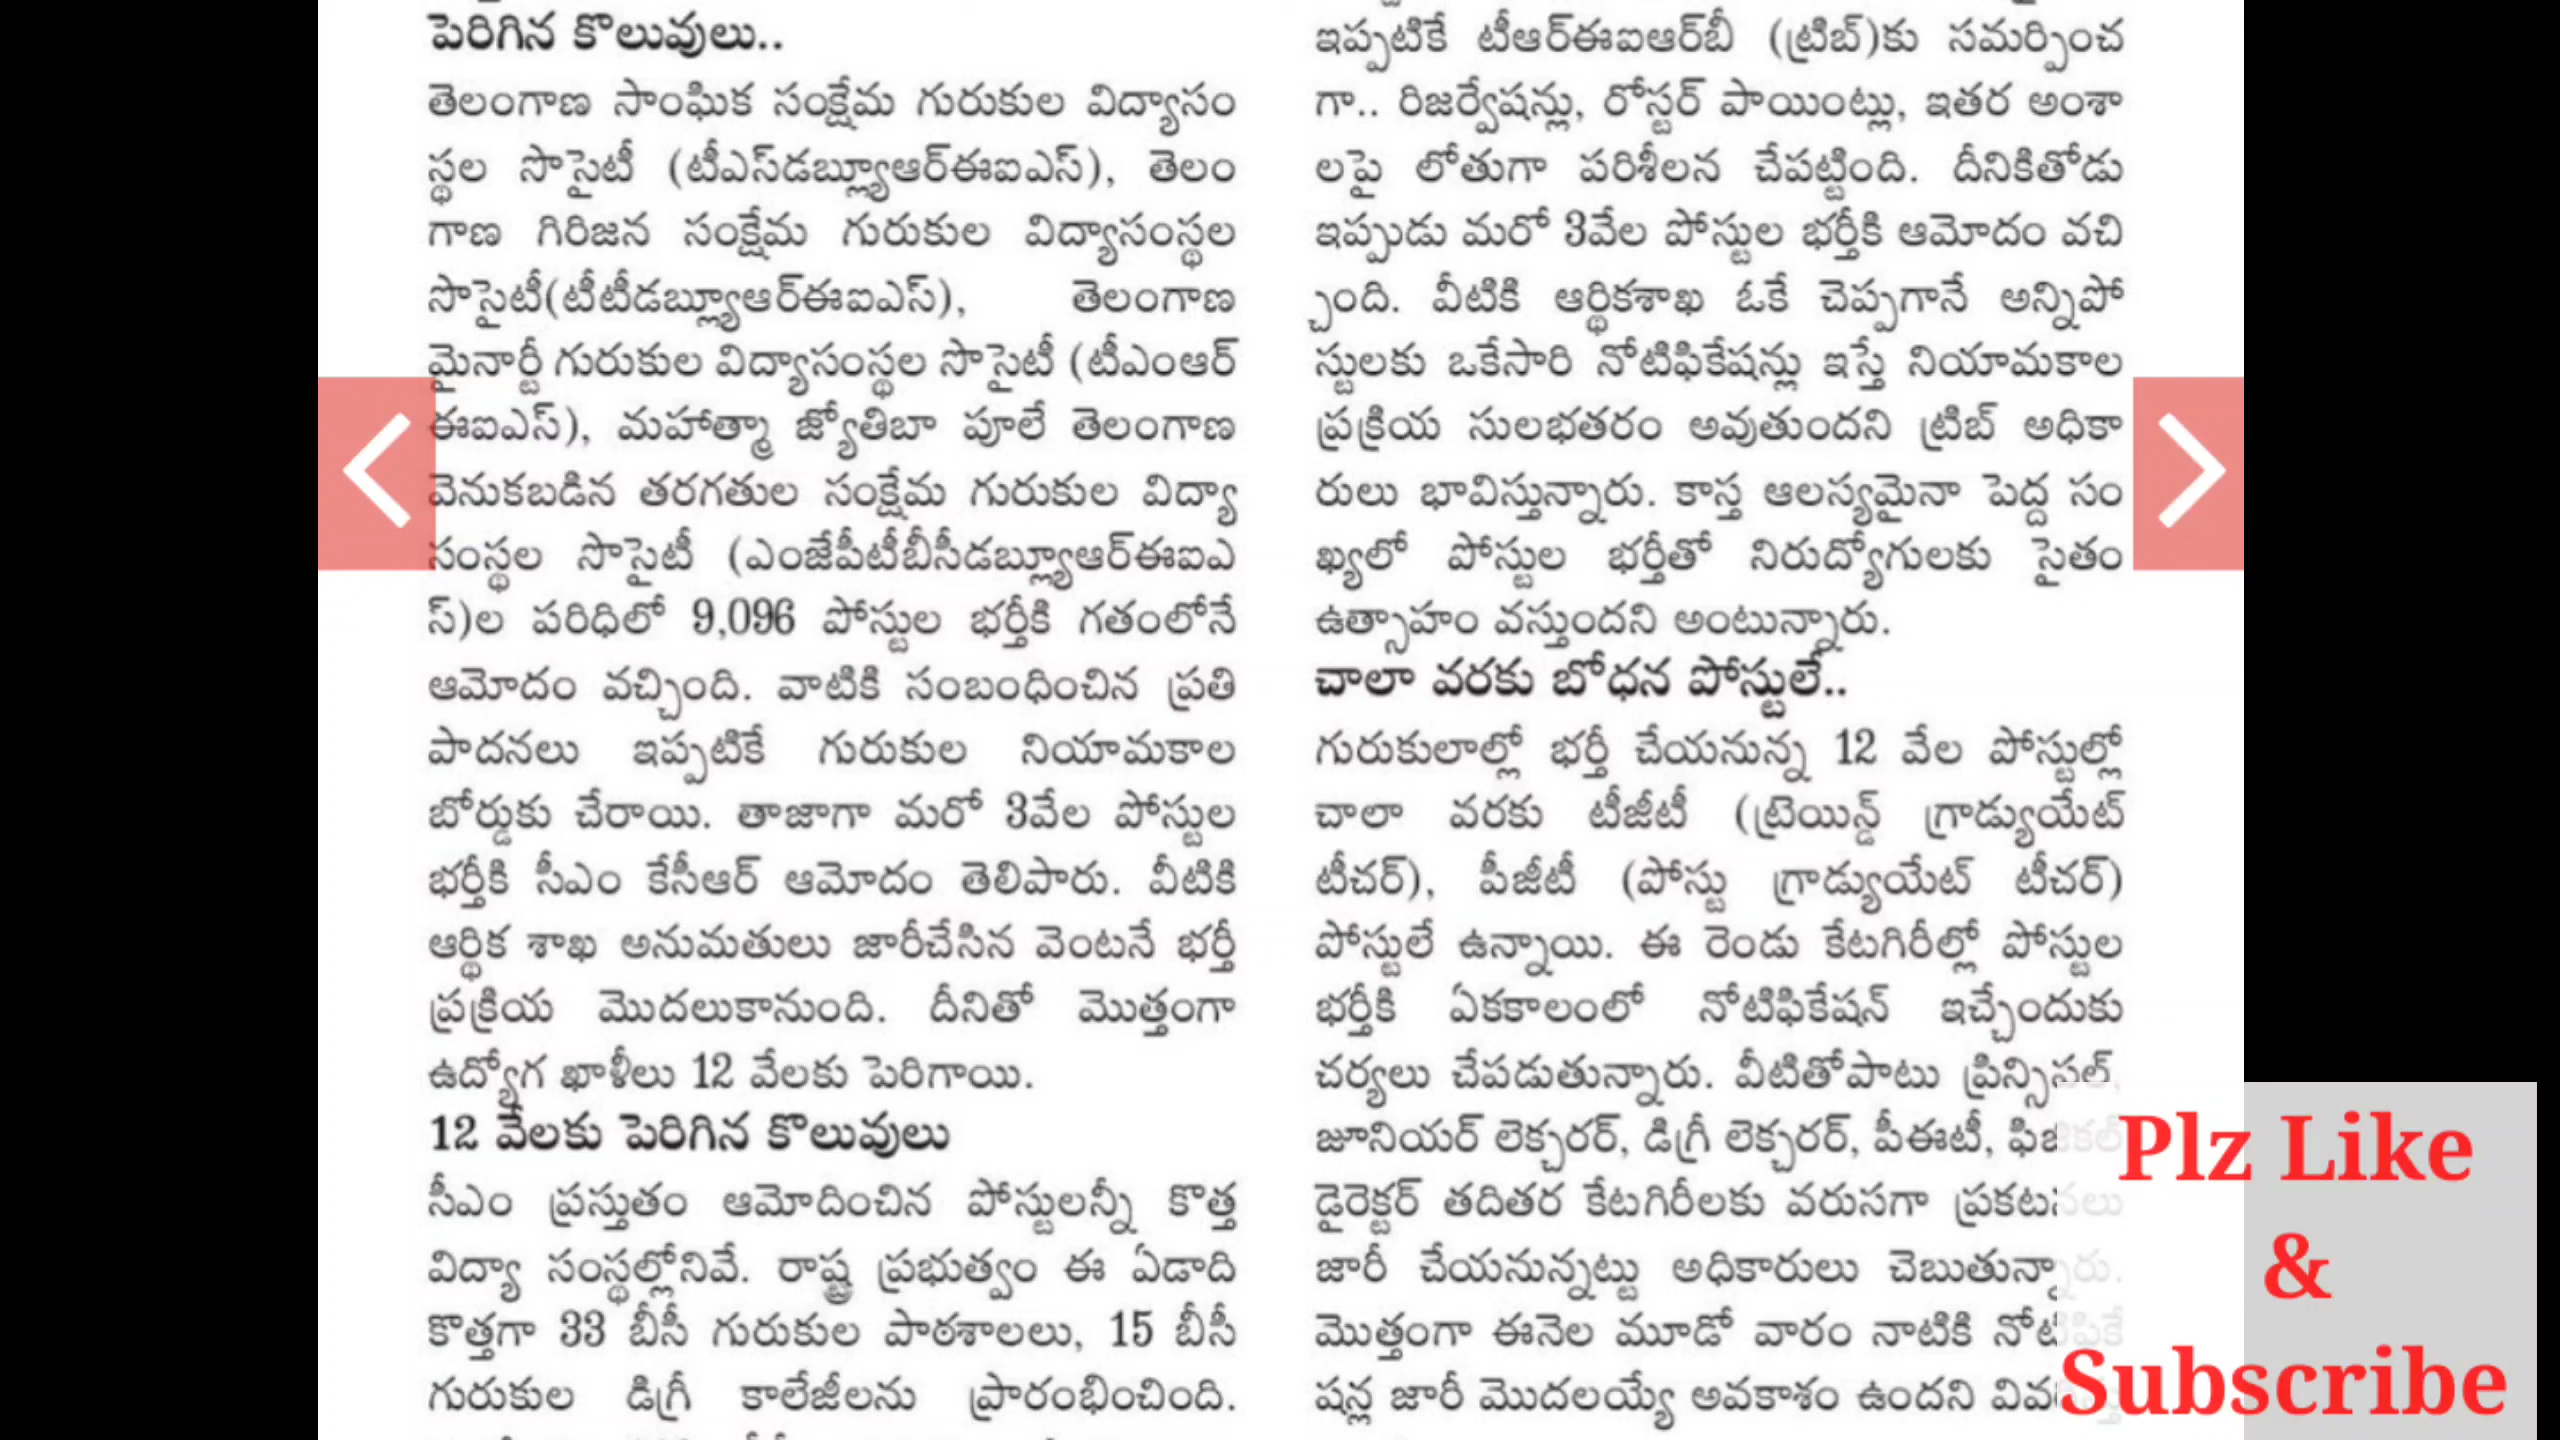 పెరిగిన కొలువులు..
తెలంగాణ సాంఘిక సంక్షేమ గురుకుల విద్యాసం
స్థల సొసైటీ (టీఎస్‌డబ్ల్యూఆర్‌ఈఐఎస్), తెలం
గాణ గిరిజన సంక్షేమ గురుకుల విద్యాసంస్థల
సొసైటీ(టీటీడబ్ల్యూఆర్‌ఈఐఎస్), తెలంగాణ
మైనార్టీ గురుకుల విద్యాసంస్థల సొసైటీ (టీఎంఆర్
ఈఐఎస్), మహాత్మా జ్యోతిబా పూలే తెలంగాణ
వెనుకబడిన తరగతుల సంక్షేమ గురుకుల విద్యా
సంస్థల సొసైటీ (ఎంజేపీటీబీసీడబ్ల్యూఆర్‌ఈఐఎ
స్)ల పరిధిలో 9,096 పోస్టుల భర్తీకి గతంలోనే
ఆమోదం వచ్చింది. వాటికి సంబంధించిన ప్రతి
పాదనలు ఇప్పటికే గురుకుల నియామకాల
బోర్డుకు చేరాయి. తాజాగా మరో 3వేల పోస్టుల
భర్తీకి సీఎం కేసీఆర్ ఆమోదం తెలిపారు. వీటికి
ఆర్థిక శాఖ అనుమతులు జారీచేసిన వెంటనే భర్తీ
ప్రక్రియ మొదలుకానుంది. దీనితో మొత్తంగా
ఉద్యోగ ఖాళీలు 12 వేలకు పెరిగాయి.
12 వేలకు పెరిగిన కొలువులు
సీఎం ప్రస్తుతం ఆమోదించిన పోస్టులన్నీ కొత్త
విద్యా సంస్థల్లోనివే. రాష్ట్ర ప్రభుత్వం ఈ ఏడాది
కొత్తగా 33 బీసీ గురుకుల పాఠశాలలు, 15 బీసీ
గురుకుల డిగ్రీ కాలేజీలను ప్రారంభించింది.
ఇప్పటికే టీఆర్‌ఈఐఆర్‌బీ (ట్రిబ్)కు సమర్పించ
గా.. రిజర్వేషన్లు, రోస్టర్ పాయింట్లు, ఇతర అంశా
లపై లోతుగా పరిశీలన చేపట్టింది. దీనికితోడు
ఇప్పుడు మరో 3వేల పోస్టుల భర్తీకి ఆమోదం వచి
్చంది. వీటికి ఆర్థికశాఖ ఓకే చెప్పగానే అన్నిపో
స్టులకు ఒకేసారి నోటిఫికేషన్లు ఇస్తే నియామకాల
ప్రక్రియ సులభతరం అవుతుందని ట్రిబ్ అధికా
రులు భావిస్తున్నారు. కాస్త ఆలస్యమైనా పెద్ద సం
ఖ్యలో పోస్టుల భర్తీతో నిరుద్యోగులకు సైతం
ఉత్సాహం వస్తుందని అంటున్నారు.
చాలా వరకు బోధన పోస్టులే..
గురుకులాల్లో భర్తీ చేయనున్న 12 వేల పోస్టుల్లో
చాలా వరకు టీజీటీ (ట్రెయిన్డ్ గ్రాడ్యుయేట్
టీచర్), పీజీటీ (పోస్టు గ్రాడ్యుయేట్ టీచర్)
పోస్టులే ఉన్నాయి. ఈ రెండు కేటగిరీల్లో పోస్టుల
భర్తీకి ఏకకాలంలో నోటిఫికేషన్ ఇచ్చేందుకు
చర్యలు చేపడుతున్నారు. వీటితోపాటు ప్రిన్సిపల్,
జూనియర్ లెక్చరర్, డిగ్రీ లెక్చరర్, పీఈటీ, ఫిజికల్
డైరెక్టర్ తదితర కేటగిరీలకు వరుసగా ప్రకటనలు
జారీ చేయనున్నట్టు అధికారులు చెబుతున్నారు.
మొత్తంగా ఈనెల మూడో వారం నాటికి నోటిఫికే
షన్ల జారీ మొదలయ్యే అవకాశం ఉందని
Plz Like
&
Subscribe